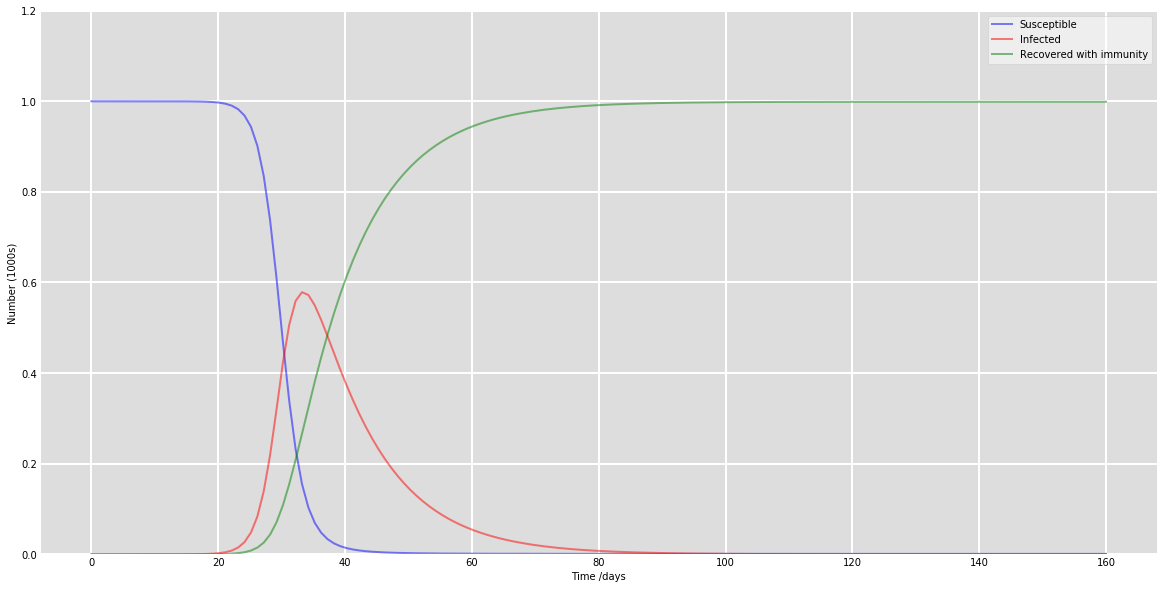 Susceptible
Infected
Recovered with immunity
1.2
1.0
0.8
0.6
0.4
0.2
0.0
Number (1000s)
0 20 40 60 80 100 120 140 160
Time /days